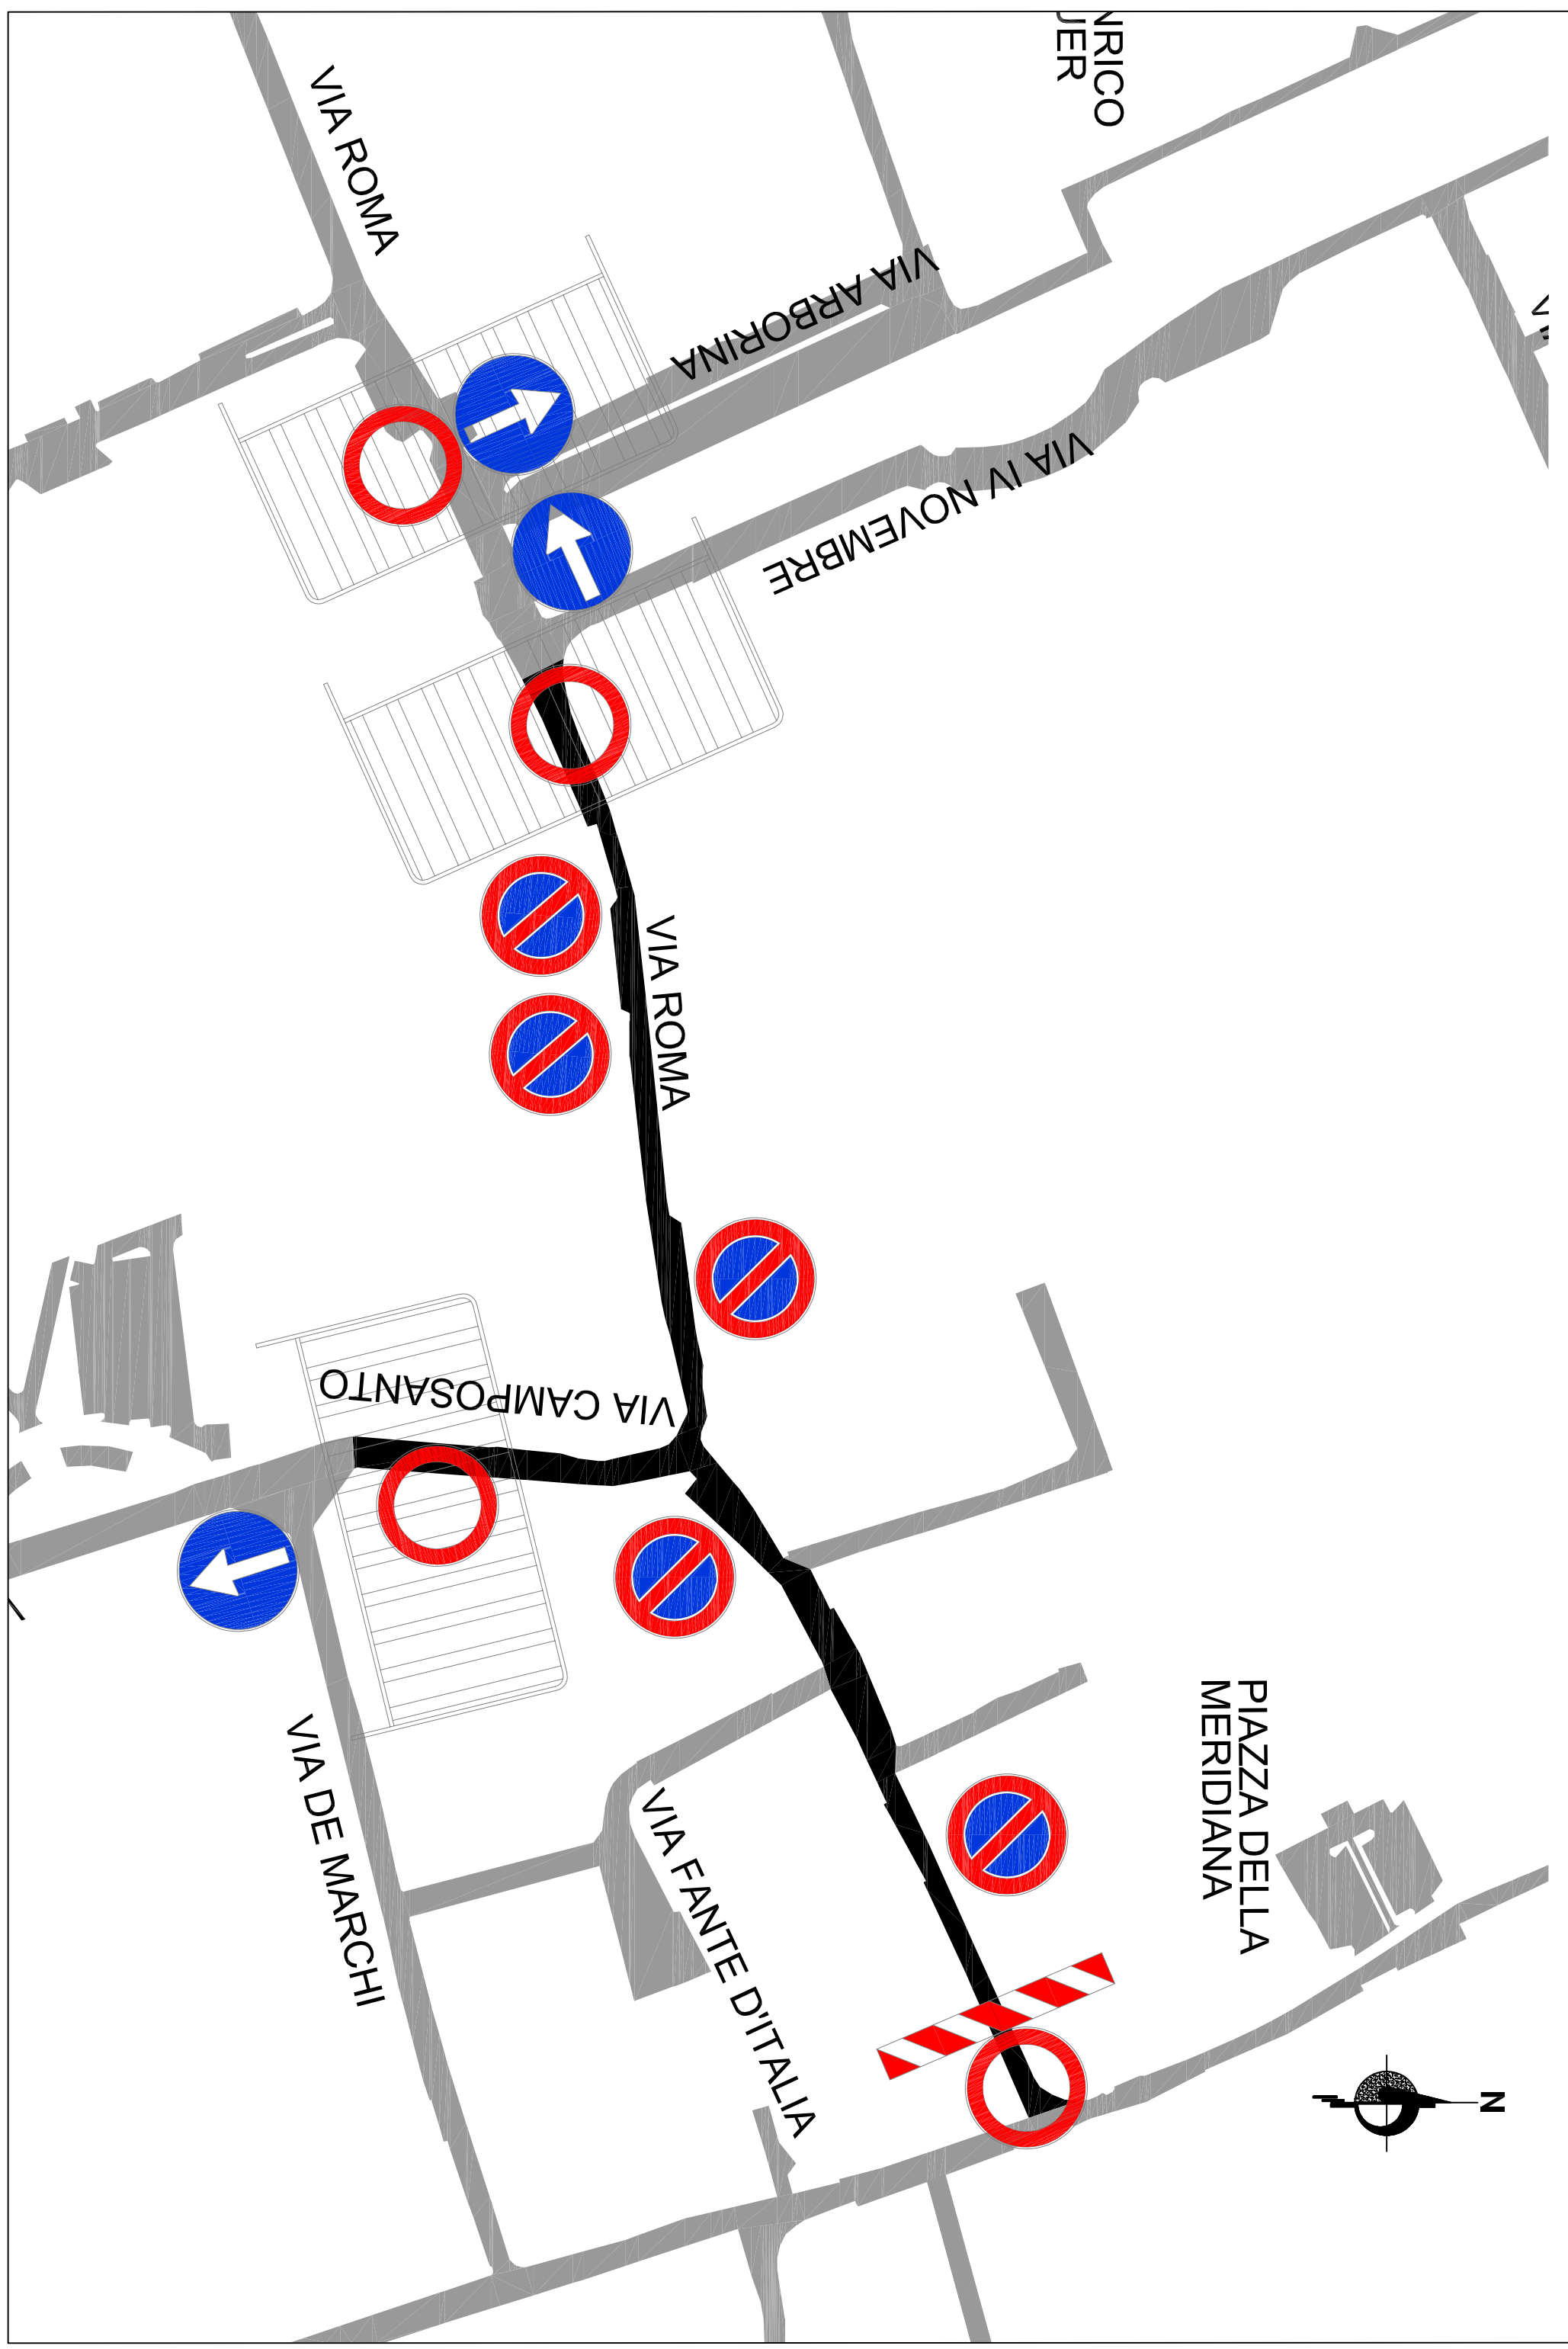 NRICO
UER
VIA ROMA
VIA ARBORINA
VIA IV NOVEMBRE
VIA ROMA
VIA CAMPOSANTO
VIA DE MARCHI
VIA FANTE D'ITALIA
PIAZZA DELLA
MERIDIANA
N